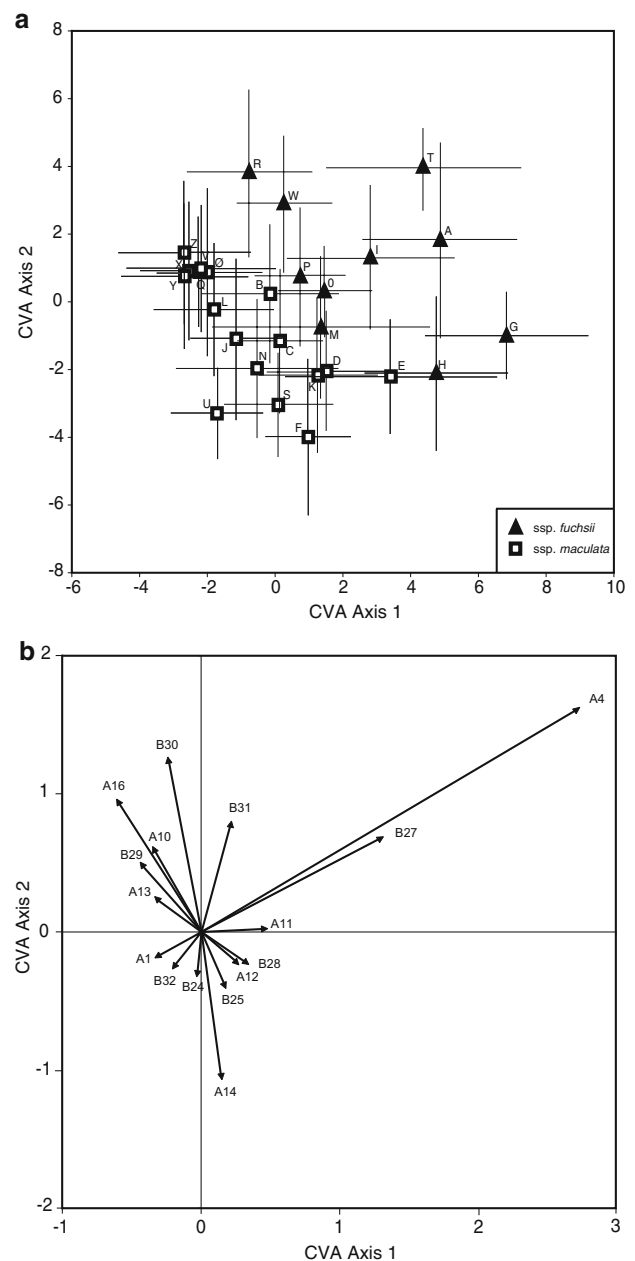 a
8
6
4
2
0
-2
-4
-6
-8
CVA Axis 2
R
T
W
A
I
Z
X
V
Ø
P
Y
Q
B
0
L
M
G
J
C
N
D
E
H
K
S
U
F
ssp. fuchsii
ssp. maculata
-6 -4 -2 0 2 4 6 8 10
CVA Axis 1
b
2
1
0
-1
-2
CVA Axis 2
A4
B30
A16
B31
B27
A10
B29
A13
A11
A1
B28
B32
B24
A12
B25
A14
-1 0 1 2 3
CVA Axis 1